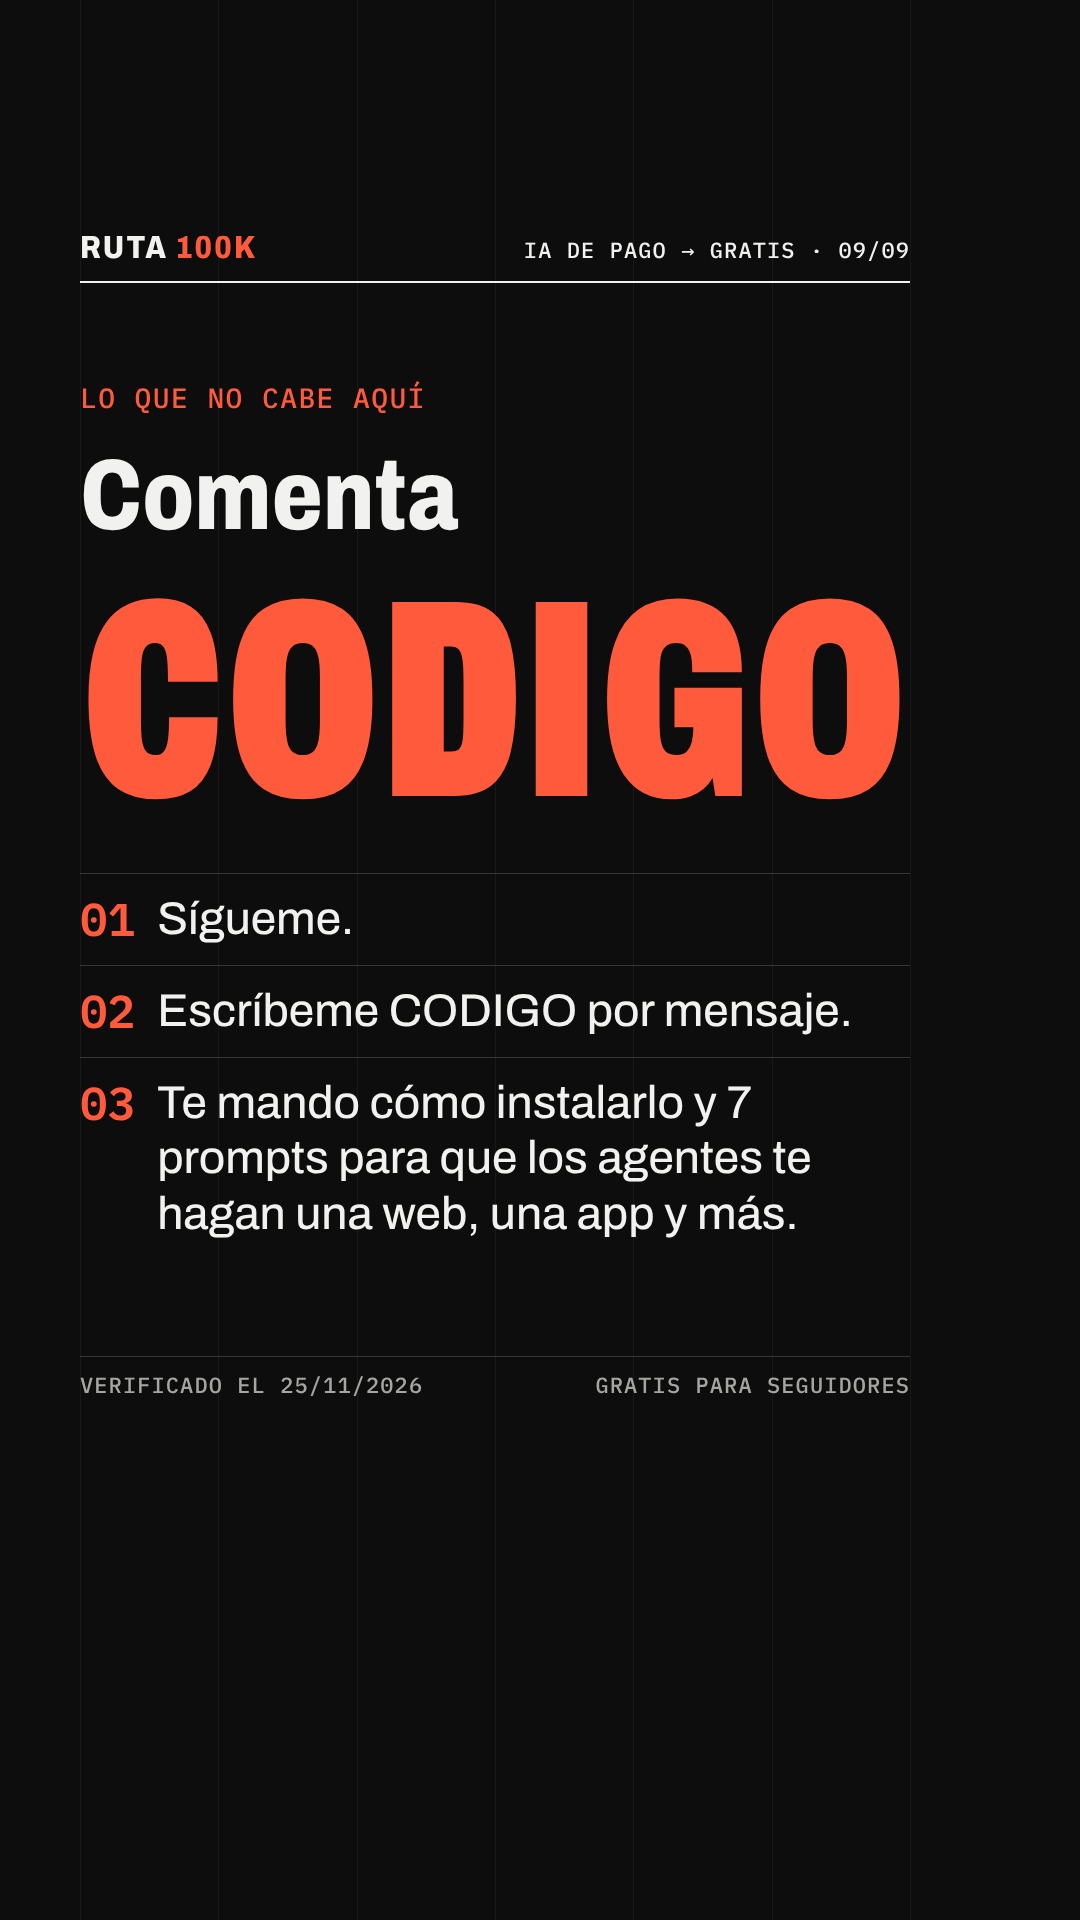 RUTA 100K
IA DE PAGO → GRATIS · 09/09
LO QUE NO CABE AQUÍ
Comenta
CODIGO
01 Sígueme.
02 Escríbeme CODIGO por mensaje.
03 Te mando cómo instalarlo y 7
prompts para que los agentes te
hagan una web, una app y más.
VERIFICADO EL 25/11/2026
GRATIS PARA SEGUIDORES